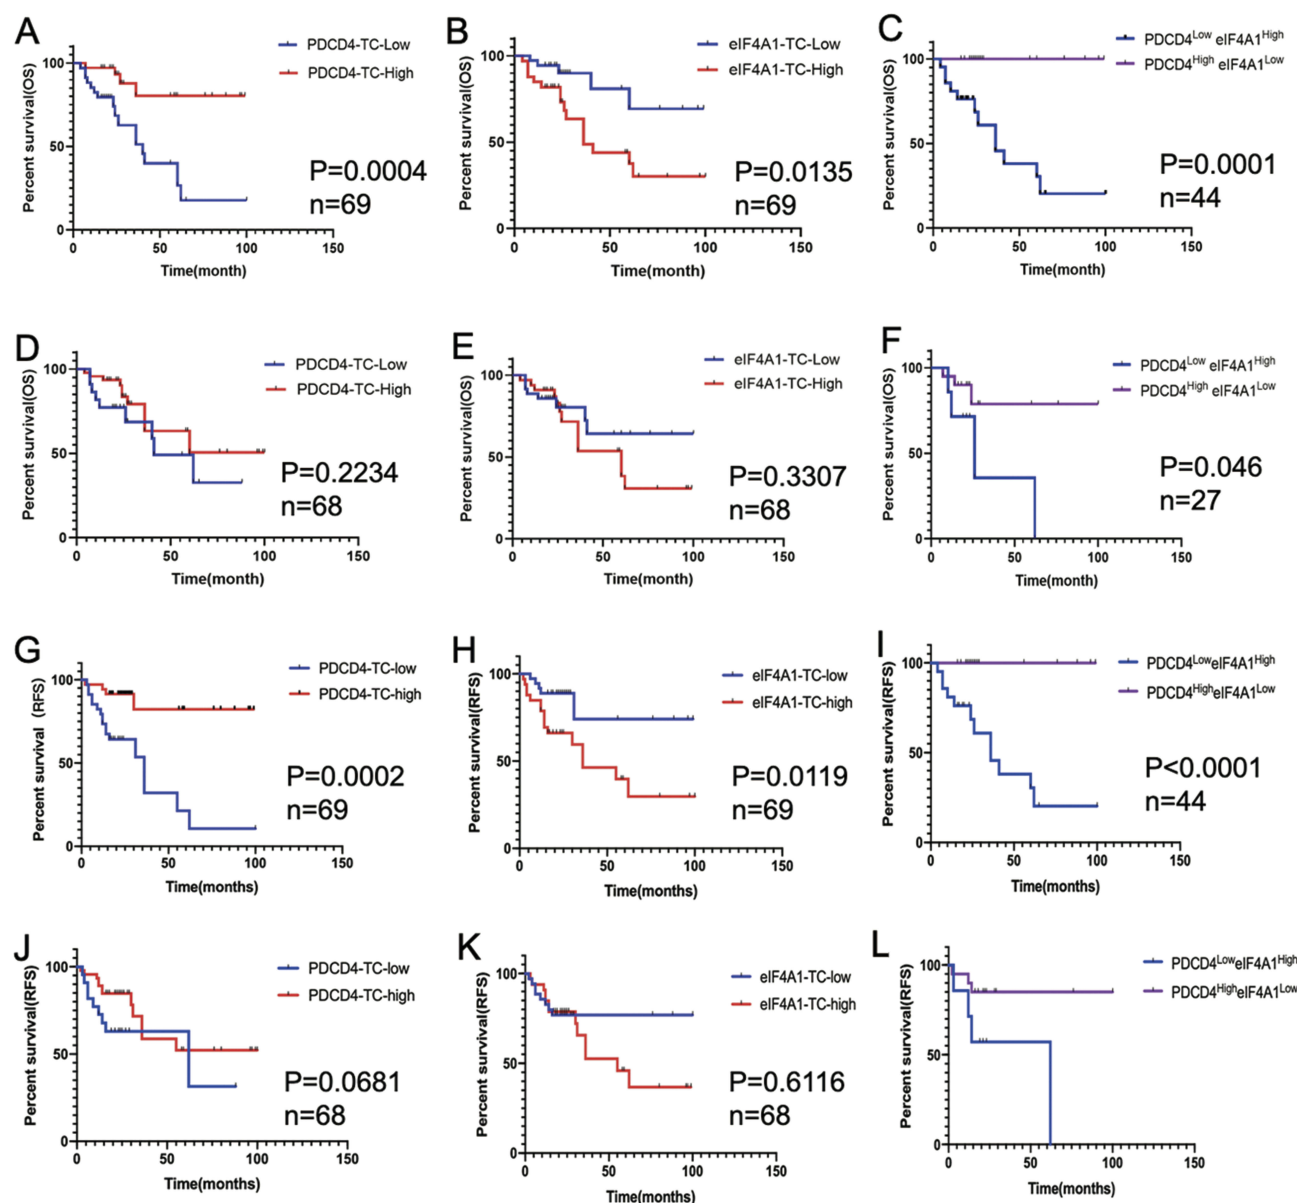 A
PDCD4-TC-Low
PDCD4-TC-High
Percent survival(OS)
100
50
0
P=0.0004
n=69
0 50 100 150
Time(month)
B
eIF4A1-TC-Low
eIF4A1-TC-High
Percent survival(OS)
100
50
0
P=0.0135
n=69
0 50 100 150
Time(month)
C
PDCD4Low eIF4A1High
PDCD4High eIF4A1Low
Percent survival(OS)
100
50
0
P=0.0001
n=44
0 50 100 150
Time(month)
D
PDCD4-TC-Low
PDCD4-TC-High
Percent survival(OS)
100
50
0
P=0.2234
n=68
0 50 100 150
Time(month)
E
eIF4A1-TC-Low
eIF4A1-TC-High
Percent survival(OS)
100
50
0
P=0.3307
n=68
0 50 100 150
Time(month)
F
PDCD4Low eIF4A1High
PDCD4High eIF4A1Low
Percent survival(OS)
100
50
0
P=0.046
n=27
0 50 100 150
Time(month)
G
PDCD4-TC-low
PDCD4-TC-high
Percent survival (RFS)
100
50
0
P=0.0002
n=69
0 50 100 150
Time(months)
H
eIF4A1-TC-low
eIF4A1-TC-high
Percent survival(RFS)
100
50
0
P=0.0119
n=69
0 50 100 150
Time(months)
I
PDCD4LoweIF4A1High
PDCD4HigheIF4A1Low
Percent survival(RFS)
100
50
0
P<0.0001
n=44
0 50 100 150
Time(months)
J
PDCD4-TC-low
PDCD4-TC-high
Percent survival(RFS)
100
50
0
P=0.0681
n=68
0 50 100 150
Time(months)
K
eIF4A1-TC-low
eIF4A1-TC-high
Percent survival(RFS)
100
50
0
P=0.6116
n=68
0 50 100 150
Time(months)
L
PDCD4LoweIF4A1High
PDCD4HigheIF4A1Low
Percent survival(RFS)
100
50
0
0 50 100 150
Time(months)